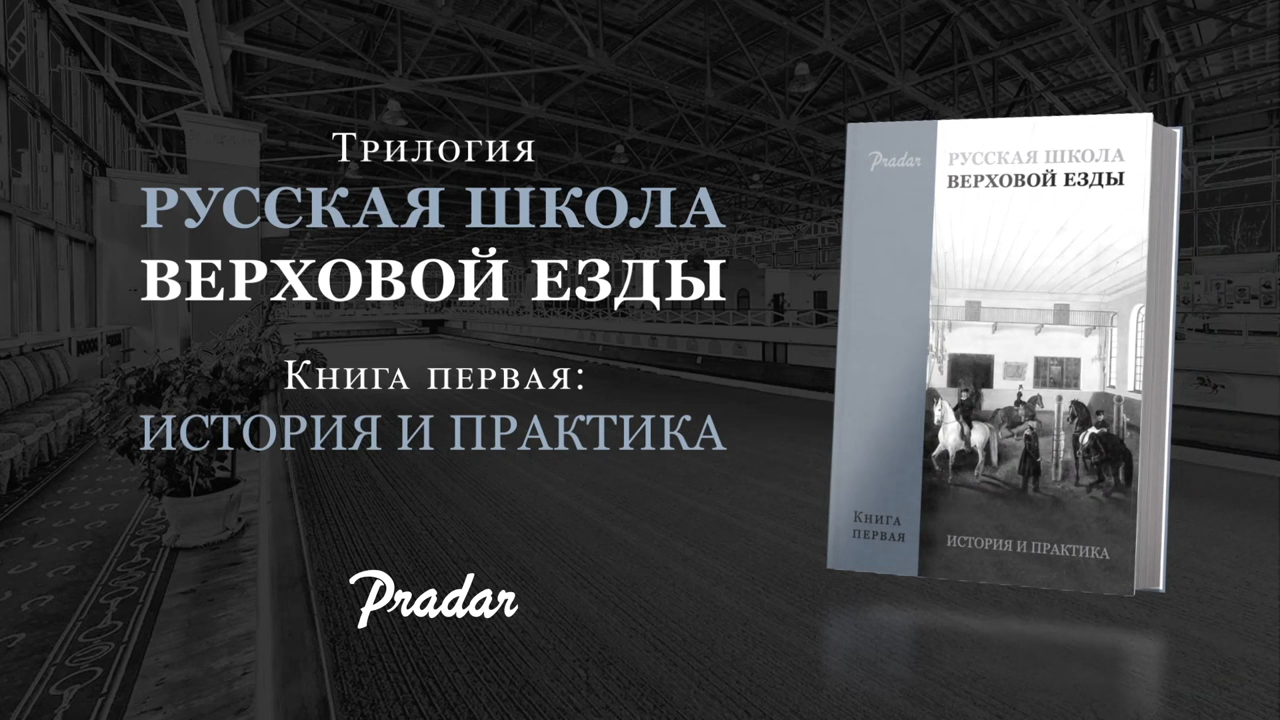 Трилогия
РУССКАЯ ШКОЛА
ВЕРХОВОЙ ЕЗДЫ
Книга первая:
ИСТОРИЯ И ПРАКТИКА
Pradar
Pradar
РУССКАЯ ШКОЛА
ВЕРХОВОЙ ЕЗДЫ
Книга
первая
ИСТОРИЯ И ПРАКТИКА